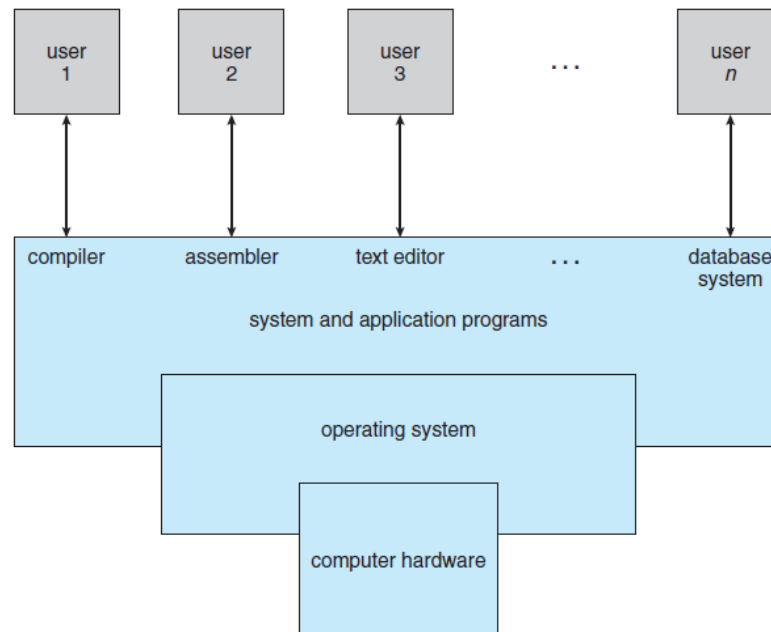 user
1
user
2
user
3
...
user
n
compiler
assembler
text editor
...
database
system
system and application programs
operating system
computer hardware